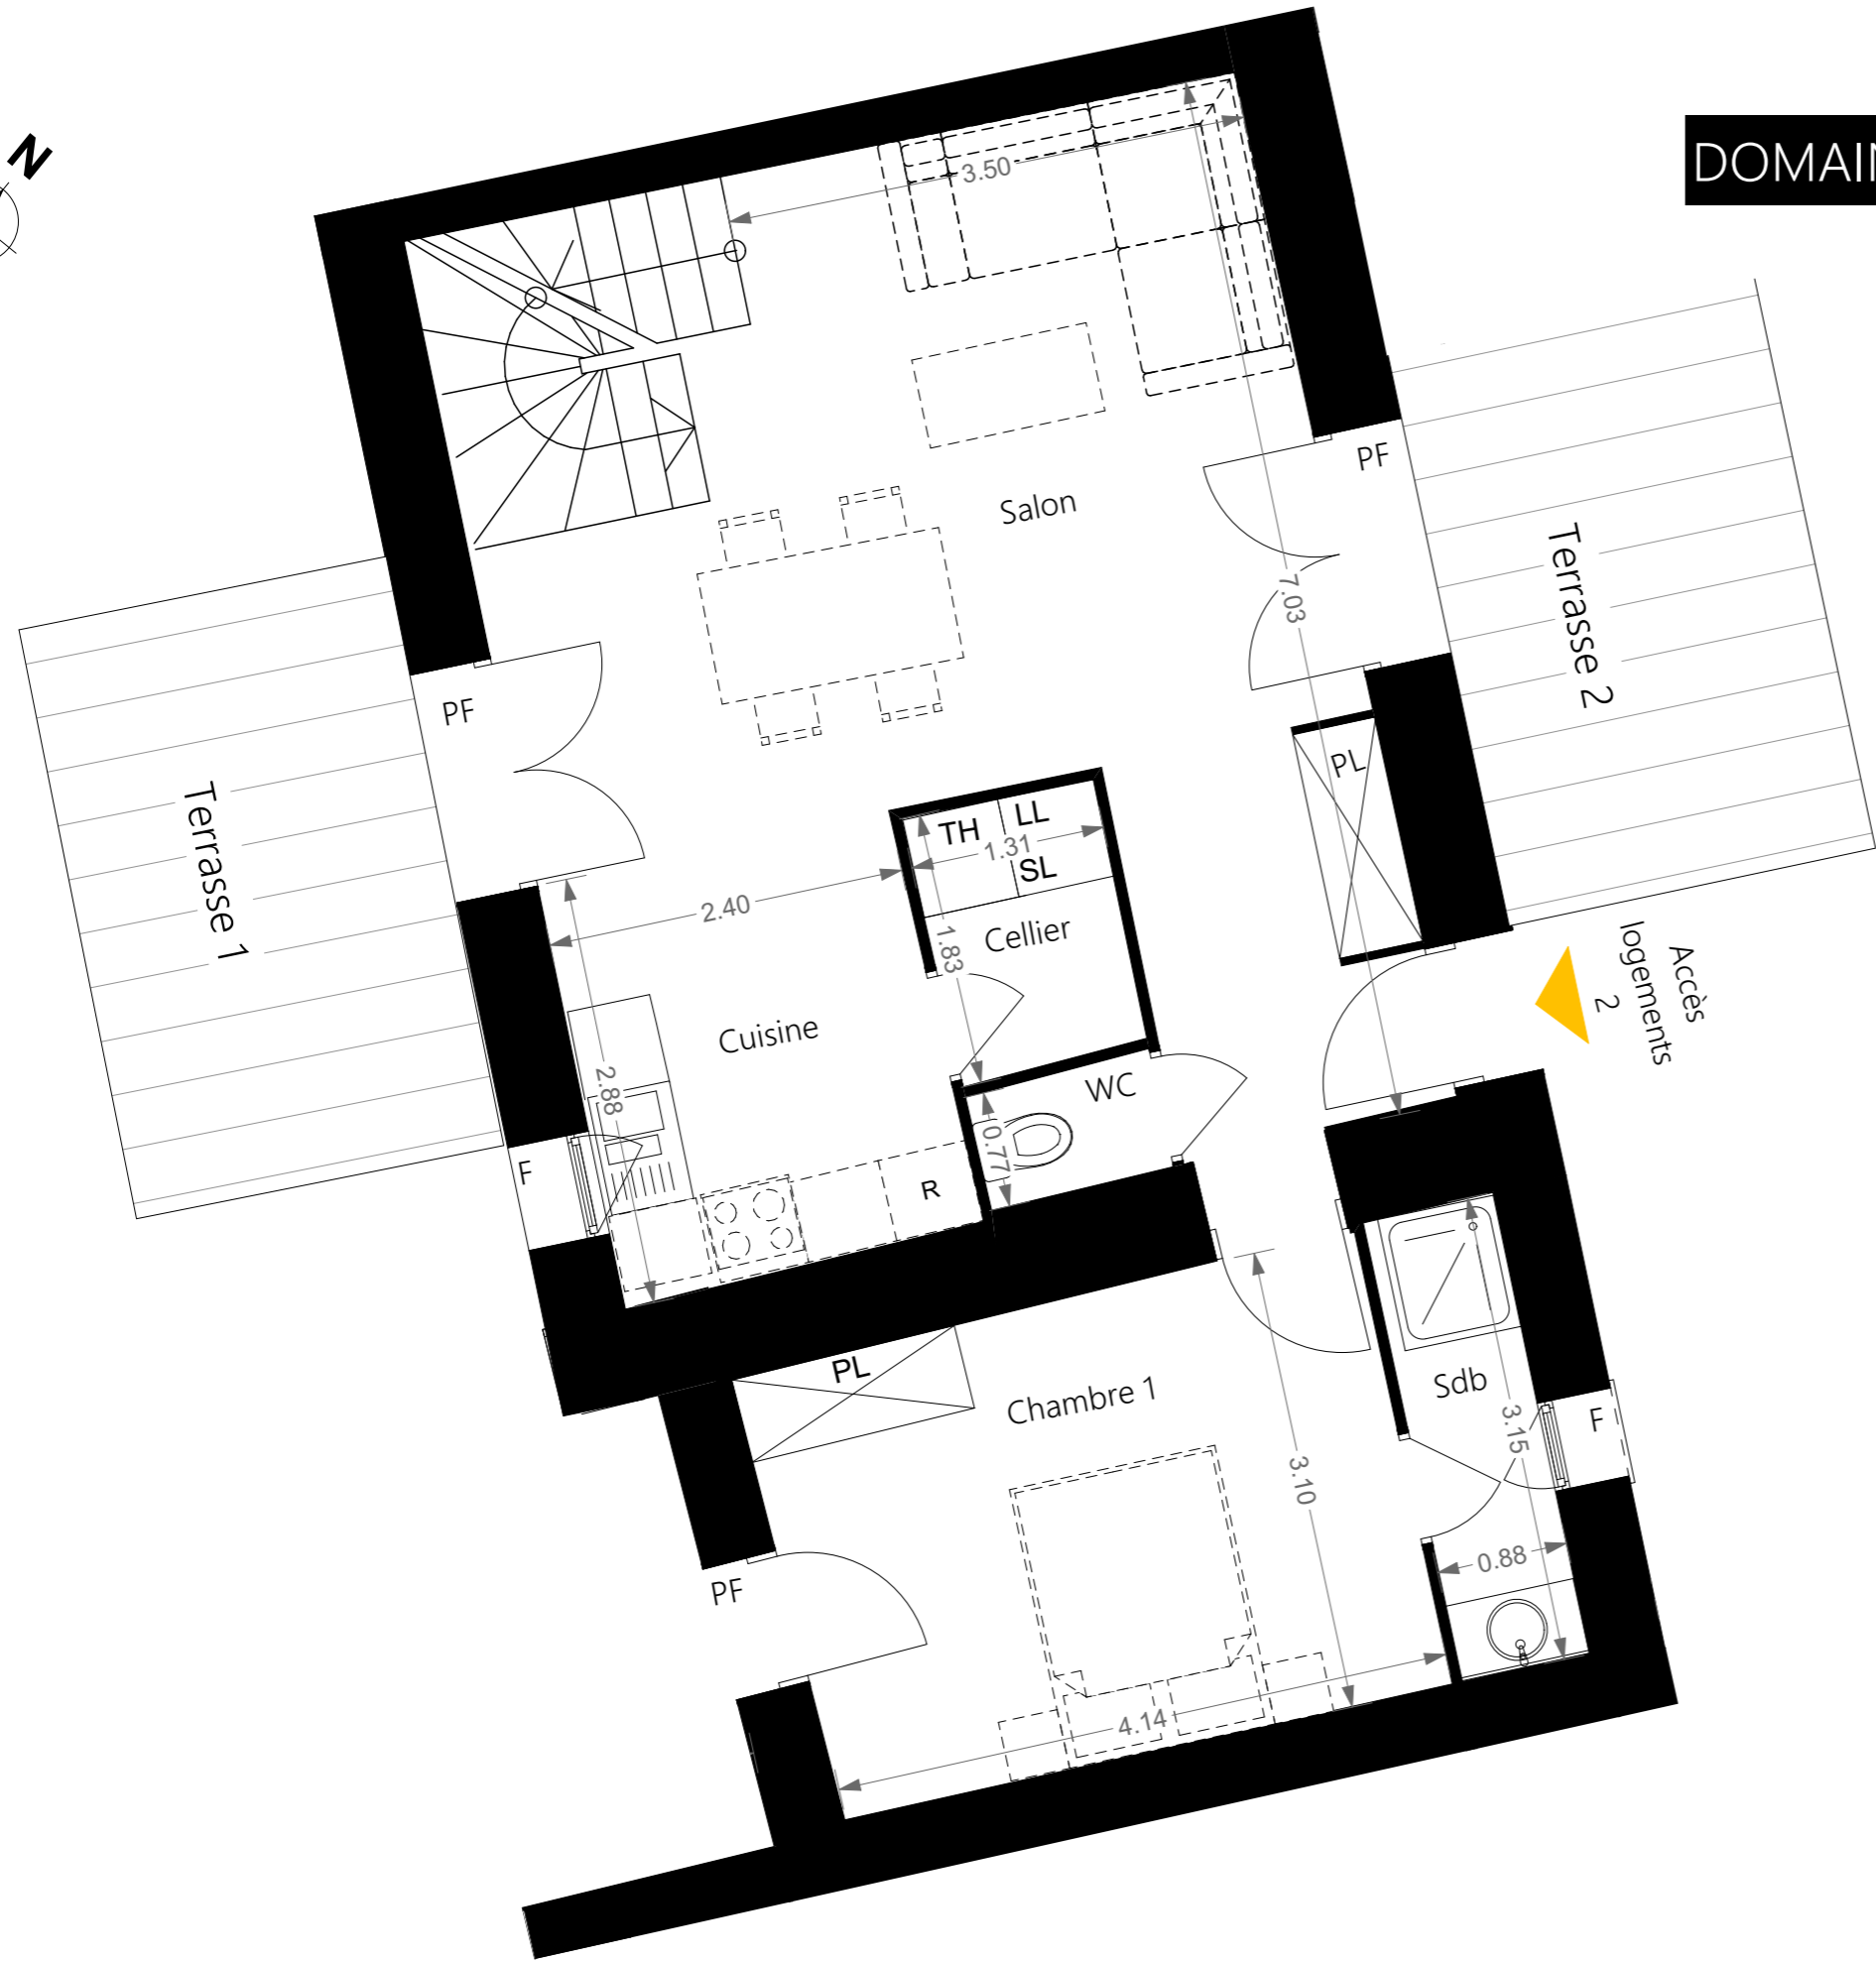 N
DOMAIN
3.50
PF
Salon
7.03
Terrasse 2
PF
PL
Terrasse 1
TH
LL
1.31
SL
2.40
Cellier
1.83
Accès
logements
2
Cuisine
2.88
WC
0.77
F
R
PL
Chambre 1
Sdb
3.15
F
3.10
0.88
PF
4.14